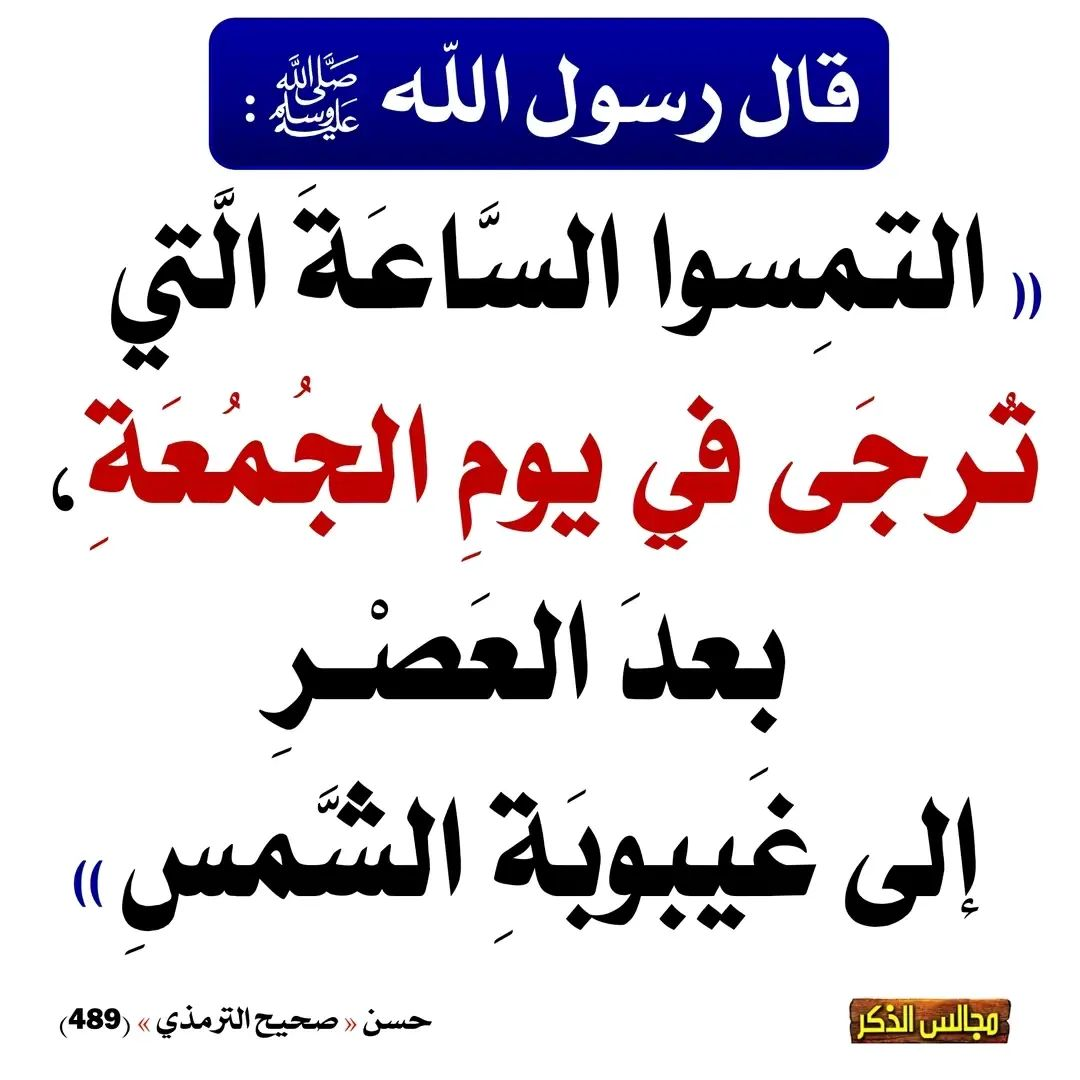 قال رسول اللّه ﷺ :
(( التمِسوا السَّاعَةَ الَّتي
تُرجَى في يومِ الجُمُعَةِ ،
بعدَ العَصْرِ
إلى غَيبوبَةِ الشَّمسِ ))
حسن « صحيح الترمذي » (489)
مجالس الذكر